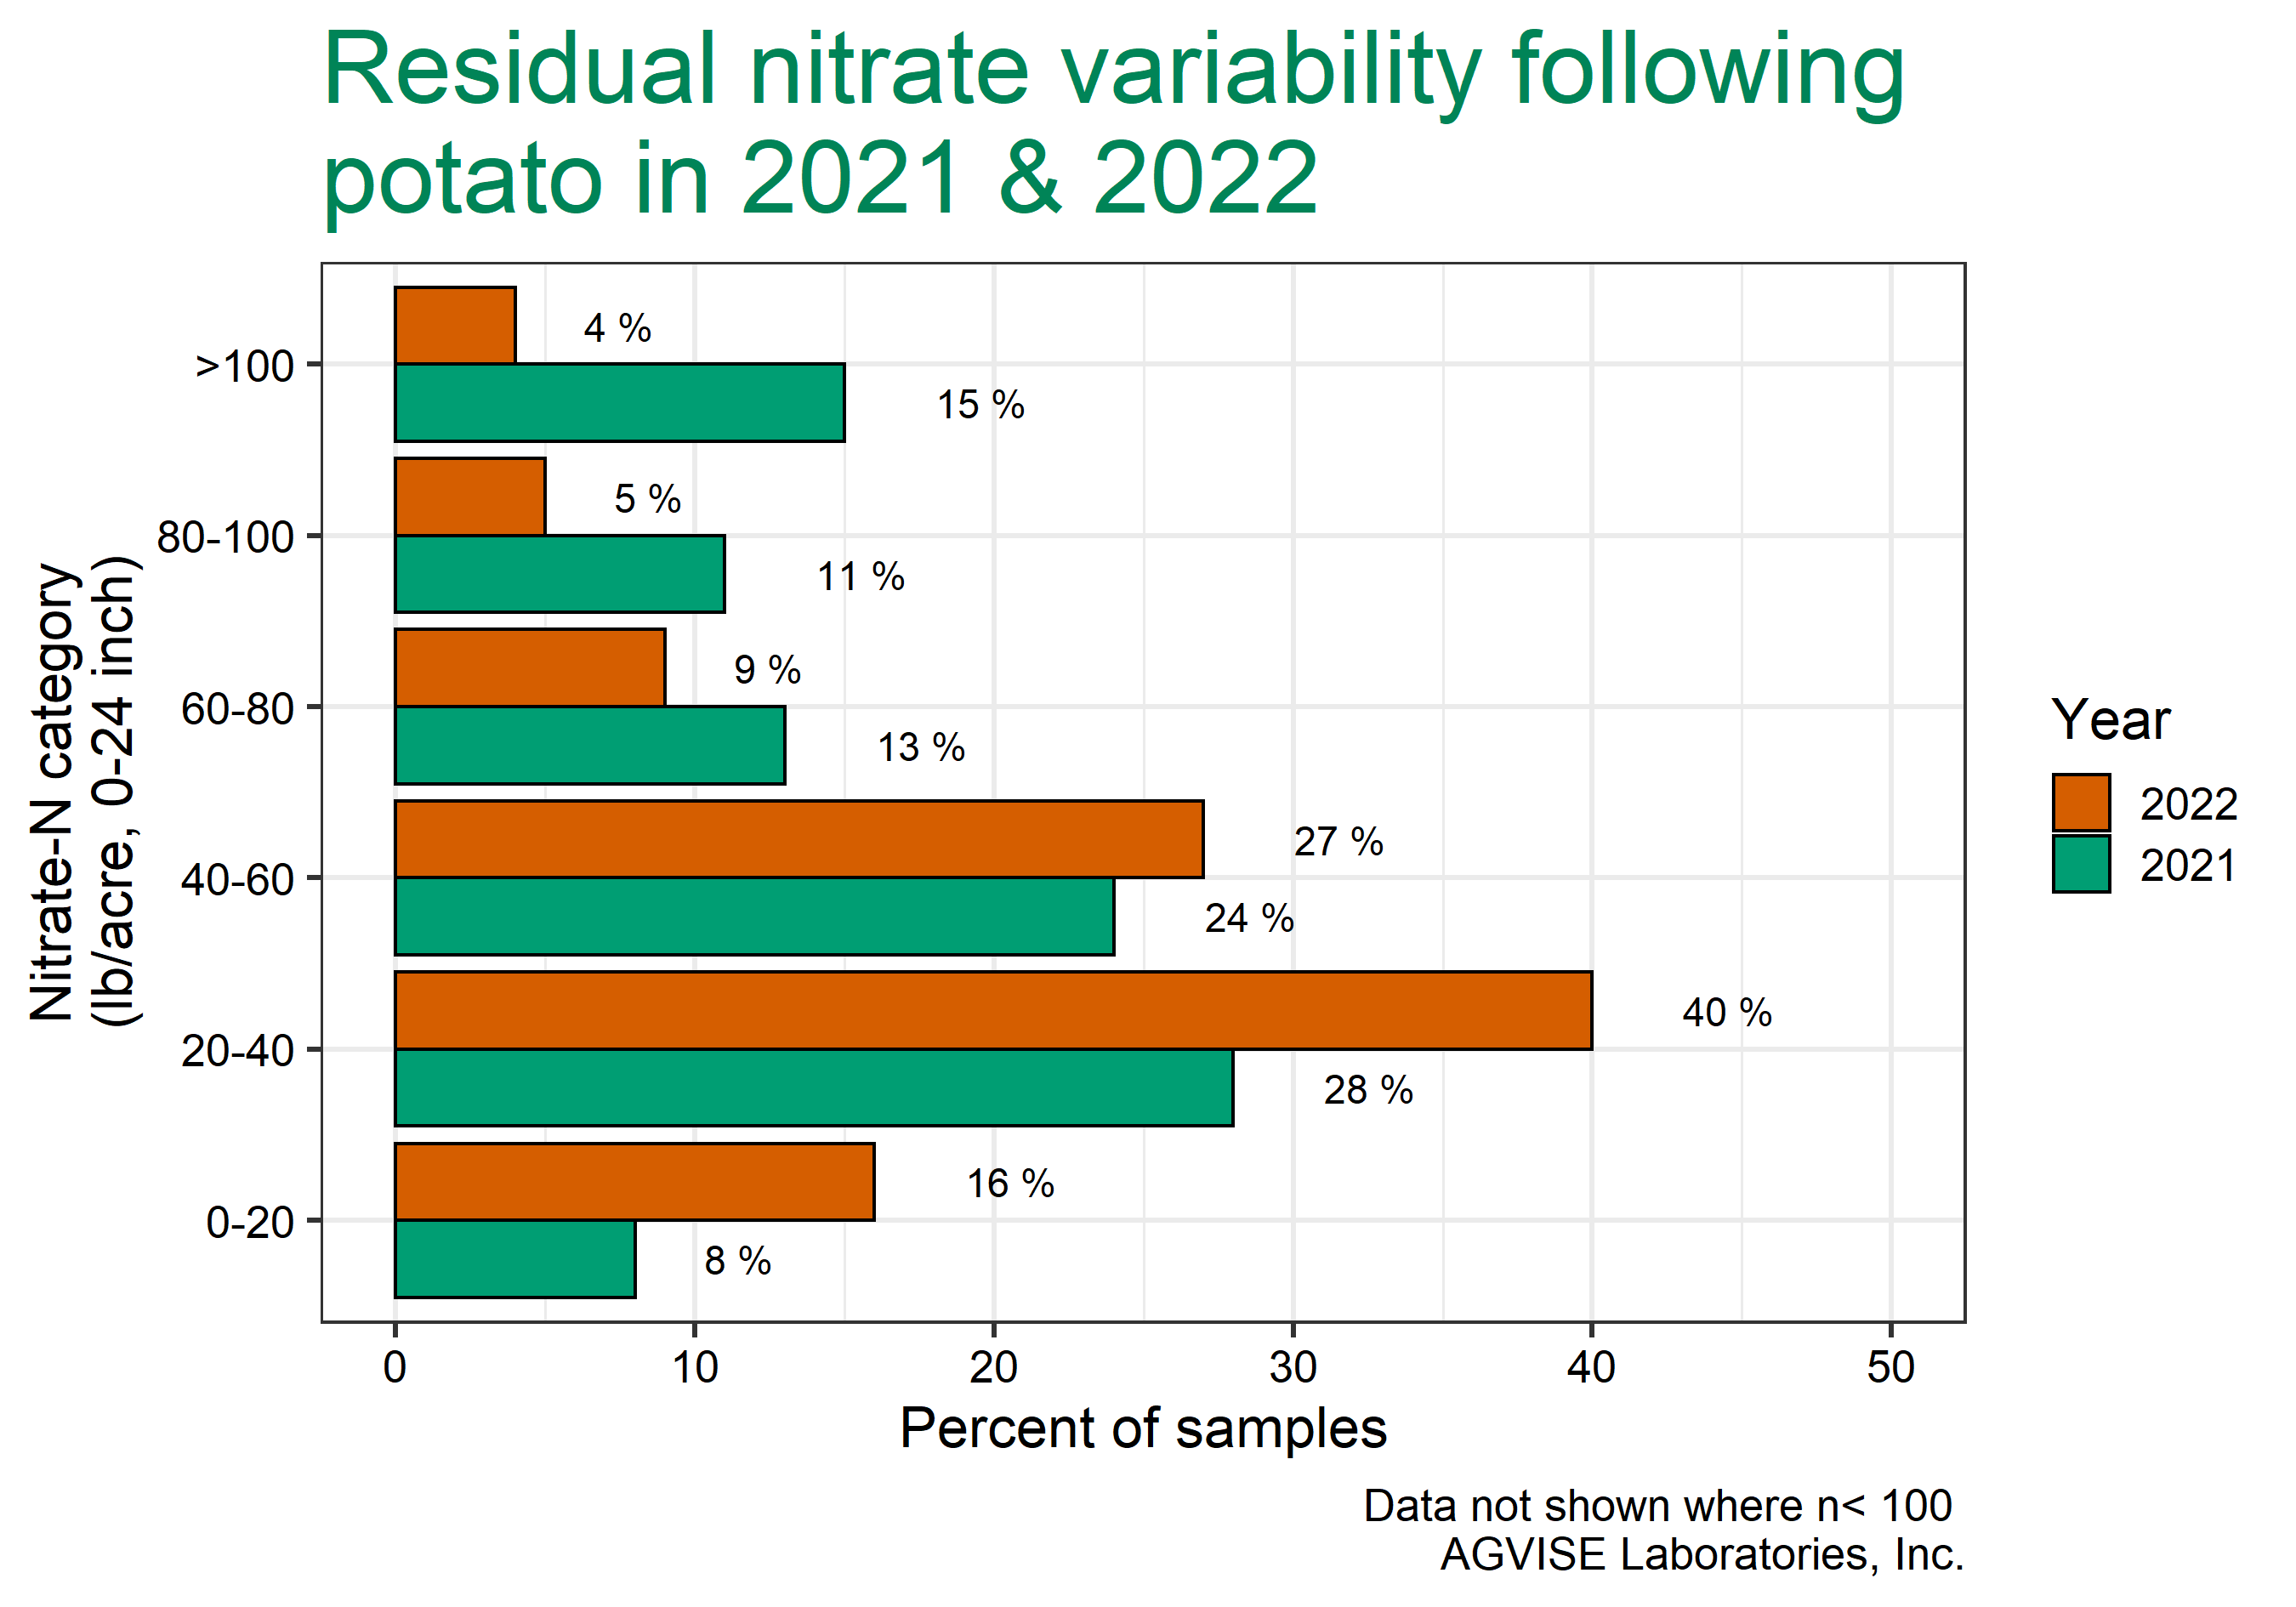 Residual nitrate variability following
potato in 2021 & 2022
Nitrate-N category
(lb/acre, 0-24 inch)
>100
4 %
15 %
80-100
5 %
11 %
60-80
9 %
13 %
40-60
27 %
24 %
20-40
40 %
28 %
0-20
16 %
8 %
0 10 20 30 40 50
Percent of samples
Year
2022
2021
Data not shown where n< 100
AGVISE Laboratories, Inc.